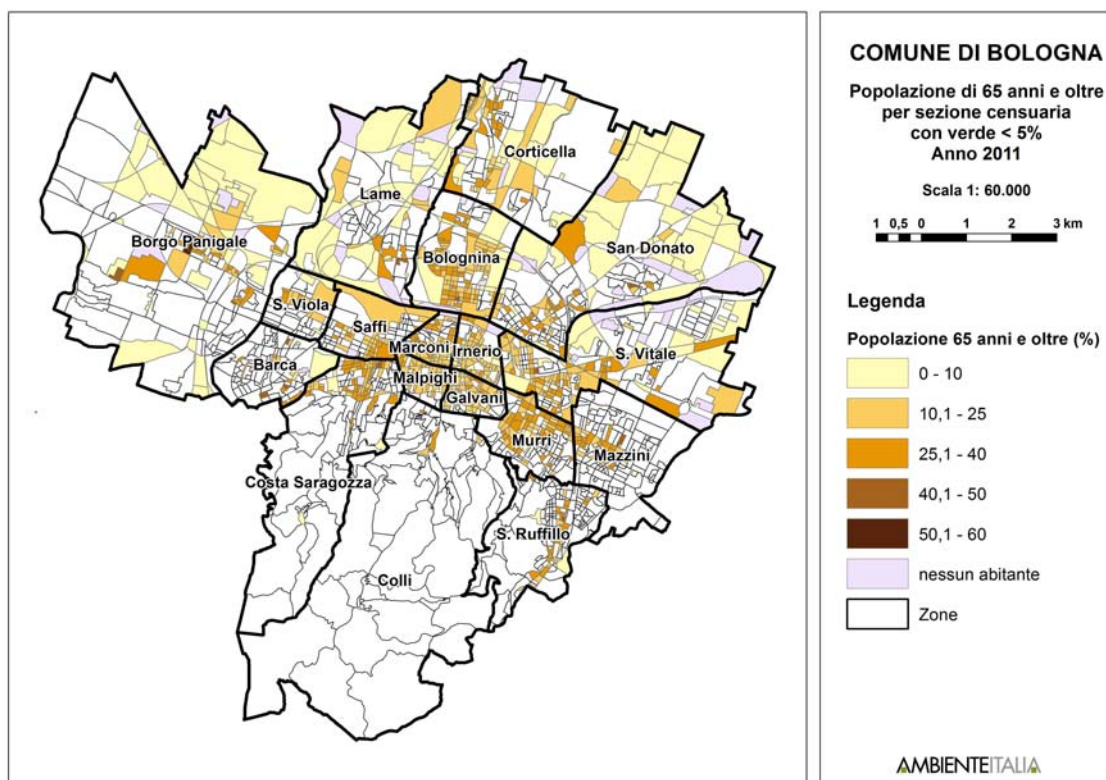 COMUNE DI BOLOGNA
Popolazione di 65 anni e oltre
per sezione censuaria
con verde < 5%
Anno 2011
Scala 1: 60.000
1 0,5 0 1 2 3 km
Legenda
Popolazione 65 anni e oltre (%)
0 - 10
10,1 - 25
25,1 - 40
40,1 - 50
50,1 - 60
nessun abitante
Zone
AMBIENTEITALIA
Corticella
Lame
Borgo Panigale
Bolognina
San Donato
S. Viola
Saffi
Marconi
Irnerio
S. Vitale
Barca
Malpighi
Galvani
Murri
Mazzini
Costa Saragozza
S. Ruffillo
Colli